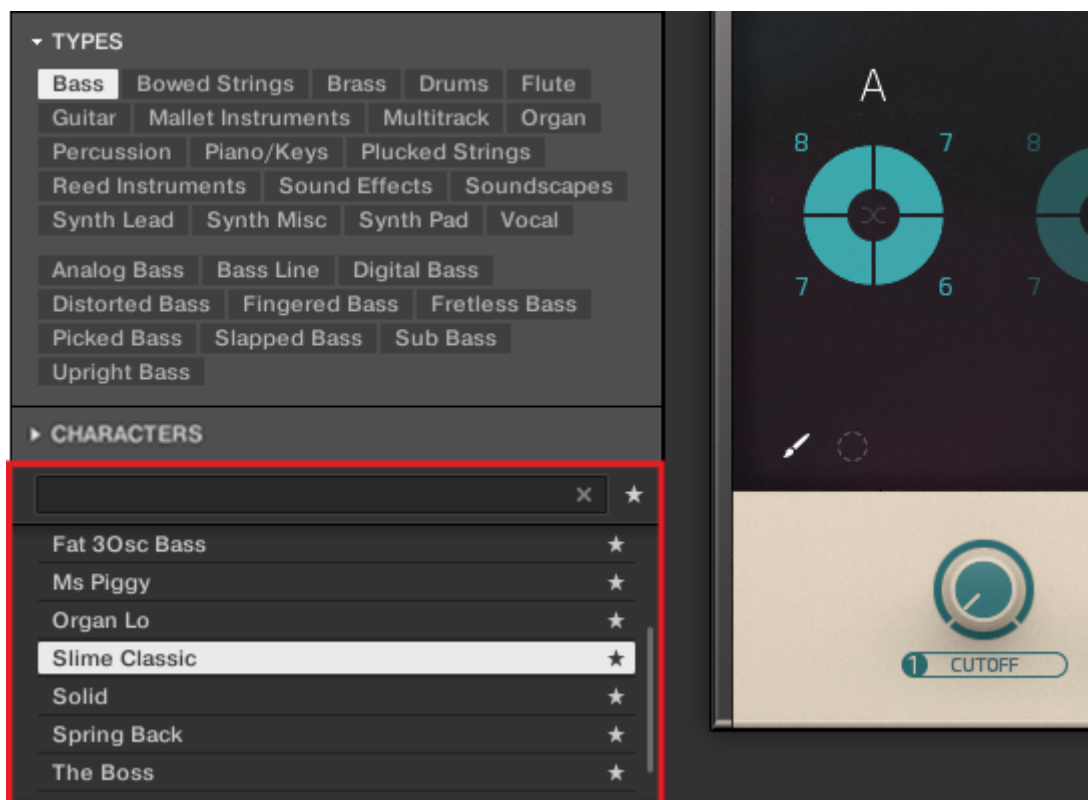 TYPES
Bass Bowed Strings Brass Drums Flute
Guitar Mallet Instruments Multitrack Organ
Percussion Piano/Keys Plucked Strings
Reed Instruments Sound Effects Soundscapes
Synth Lead Synth Misc Synth Pad Vocal
Analog Bass Bass Line Digital Bass
Distorted Bass Fingered Bass Fretless Bass
Picked Bass Slapped Bass Sub Bass
Upright Bass
CHARACTERS
Fat 3Osc Bass
Ms Piggy
Organ Lo
Slime Classic
Solid
Spring Back
The Boss
A
8 7 8
7 6 7
1 CUTOFF